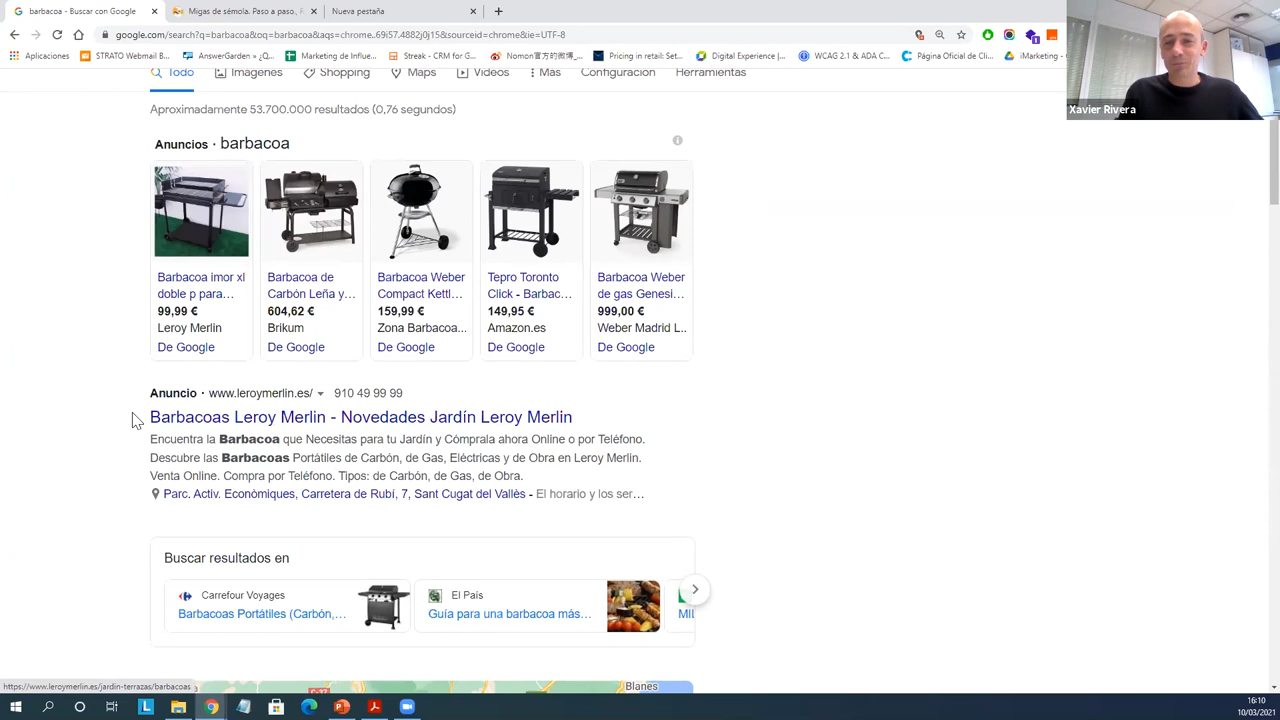 barbacoa - Buscar con Google
Migas de sémola. Paso a paso.
Nueva pestaña
google.com/search?q=barbacoa&oq=barbacoa&aqs=chrome.69i57.4882j0j15&sourceid=chrome&ie=UTF-8
Aplicaciones
STRATO Webmail B...
AnswerGarden » ¿Q...
Marketing de Influe...
Streak - CRM for G...
Nomon官方的微博_...
Pricing in retail: Set...
Digital Experience |...
WCAG 2.1 & ADA C...
Página Oficial de Cli...
iMarketing -
Todo
Imágenes
Shopping
Maps
Vídeos
Más
Configuración
Herramientas
Xavier Rivera
Aproximadamente 53.700.000 resultados (0,76 segundos)
Anuncios · barbacoa
Barbacoa imor xl
doble p para...
99,99 €
Leroy Merlin
De Google
Barbacoa de
Carbón Leña y...
604,62 €
Brikum
De Google
Barbacoa Weber
Compact Kettl...
159,99 €
Zona Barbacoa...
De Google
Tepro Toronto
Click - Barbac...
149,95 €
Amazon.es
De Google
Barbacoa Weber
de gas Genesi...
999,00 €
Weber Madrid L..
De Google
Anuncio · www.leroymerlin.es/ 910 49 99 99
Barbacoas Leroy Merlin - Novedades Jardín Leroy Merlin
Encuentra la Barbacoa que Necesitas para tu Jardín y Cómprala ahora Online o por Teléfono.
Descubre las Barbacoas Portátiles de Carbón, de Gas, Eléctricas y de Obra en Leroy Merlin.
Venta Online. Compra por Teléfono. Tipos: de Carbón, de Gas, de Obra.
Parc. Activ. Econòmiques, Carretera de Rubí, 7, Sant Cugat del Vallès - El horario y los ser...
Buscar resultados en
Carrefour Voyages
Barbacoas Portátiles (Carbón,...
El País
Guía para una barbacoa más...
MIL
Blanes
https://www.leroymerlin.es/jardin-terrazas/barbacoas
16:10
10/03/2021